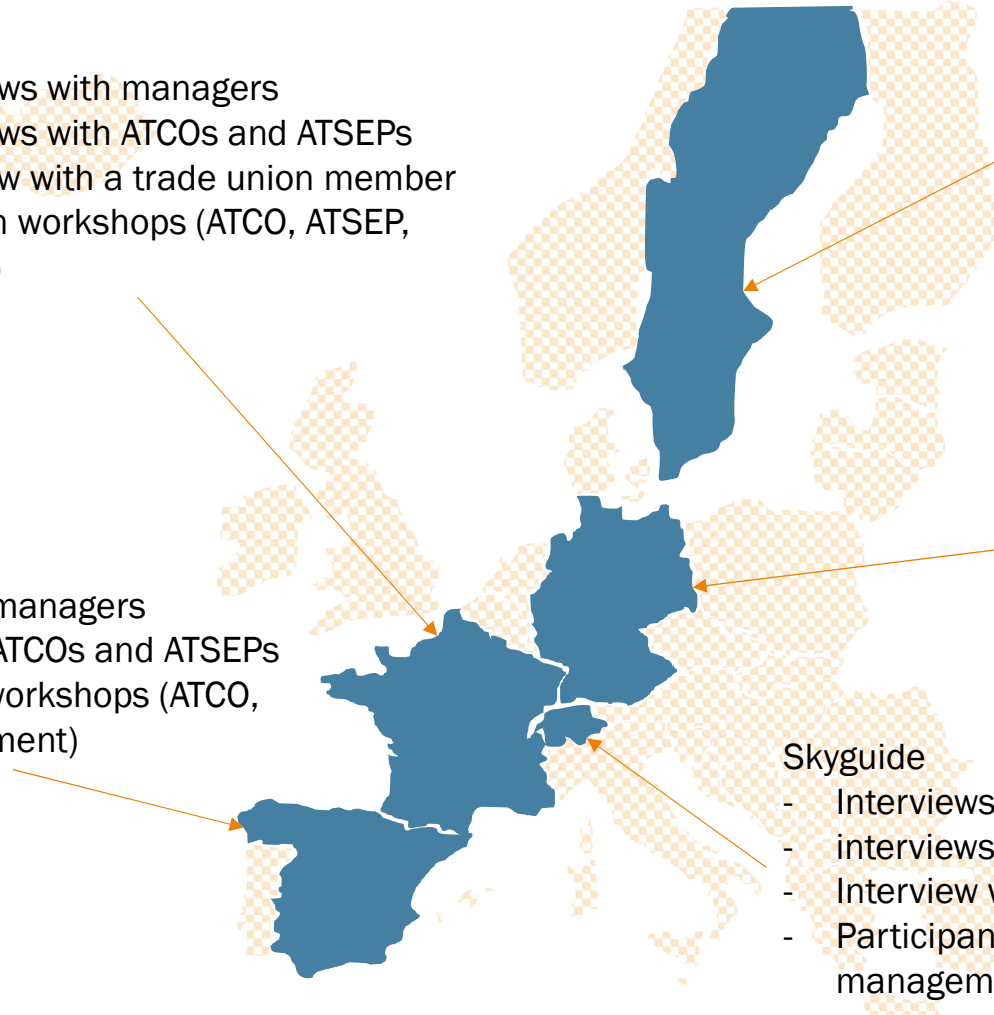 ws with managers
ws with ATCOs and ATSEPs
w with a trade union member
workshops (ATCO, ATSEP,
)
managers
ATCOs and ATSEPs
workshops (ATCO,
ment)
Skyguide
- Interviews
- interviews
- Interview w
- Participan
managem